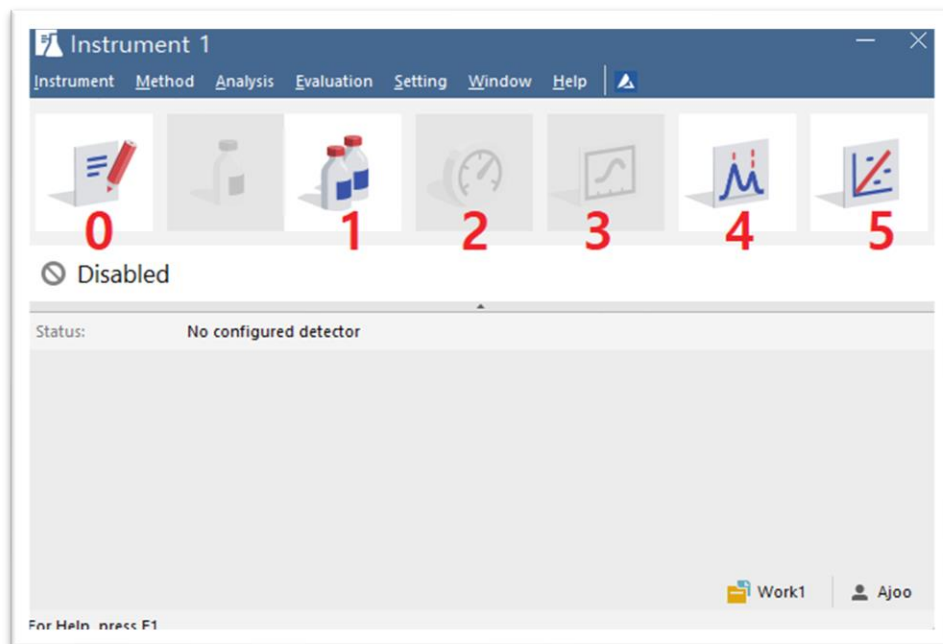 Instrument 1
Instrument Method Analysis Evaluation Setting Window Help
0 1 2 3 4 5
Disabled
Status: No configured detector
Work1 Ajoo
For Help, press F1